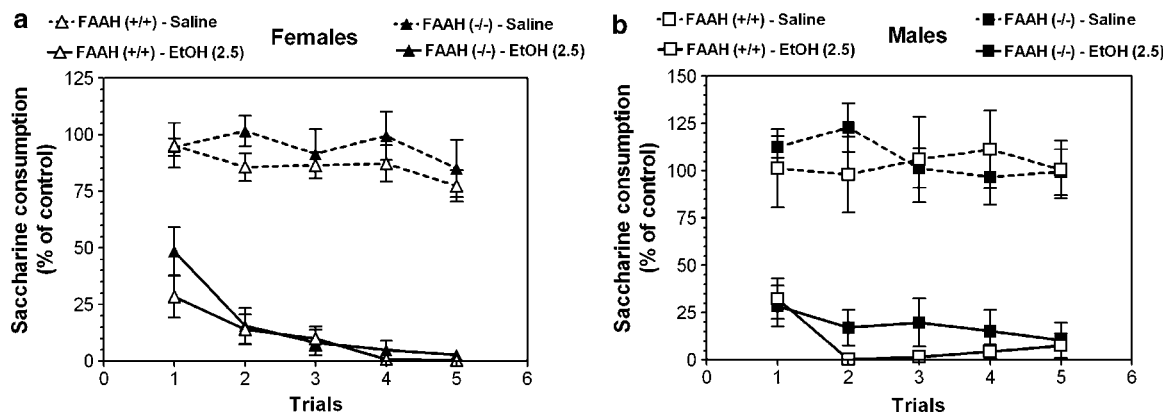 a
FAAH (+/+) - Saline
FAAH (-/-) - Saline
FAAH (+/+) - EtOH (2.5)
Females
FAAH (-/-) - EtOH (2.5)
Saccharine consumption
(% of control)
125
100
75
50
25
0
0 1 2 3 4 5 6
Trials
b
FAAH (+/+) - Saline
FAAH (-/-) - Saline
FAAH (+/+) - EtOH (2.5)
Males
FAAH (-/-) - EtOH (2.5)
Saccharine consumption
(% of control)
150
125
100
75
50
25
0
0 1 2 3 4 5 6
Trials